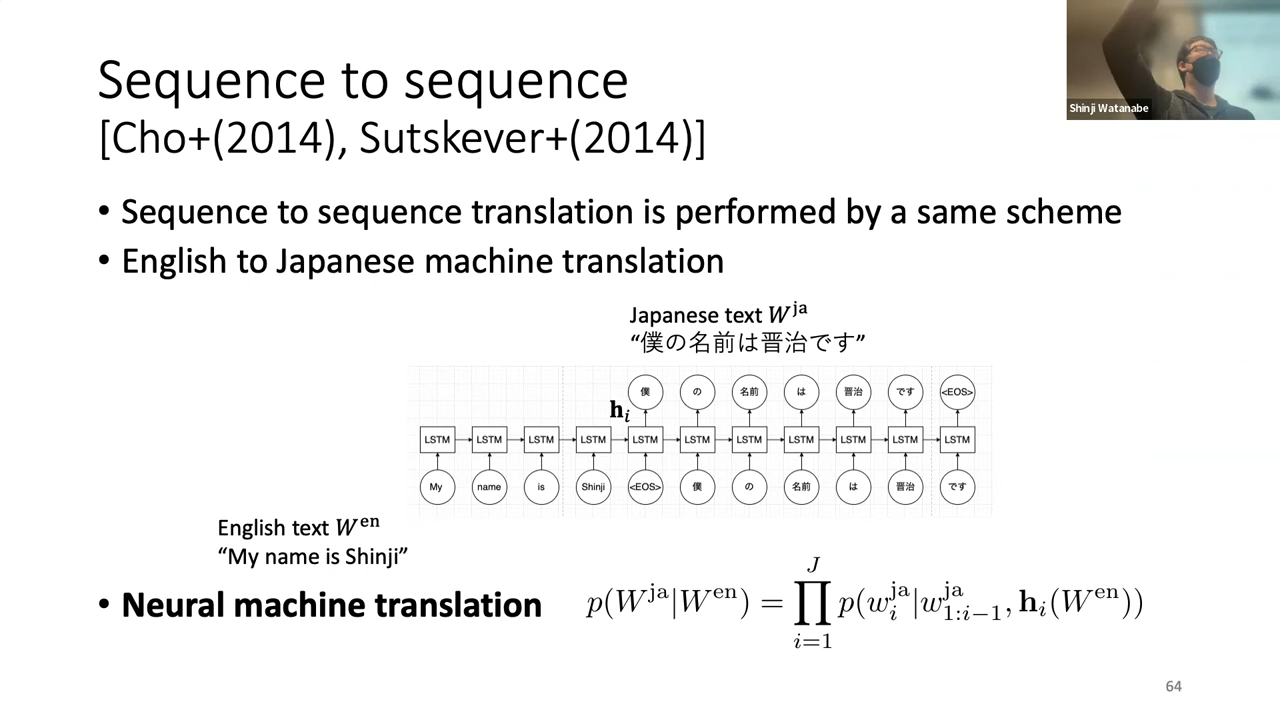 Shinji Watanabe
Sequence to sequence
[Cho+(2014), Sutskever+(2014)]
• Sequence to sequence translation is performed by a same scheme
• English to Japanese machine translation
Japanese text W^ja
“僕の名前は晋治です”
僕 の 名前 は 晋治 です <EOS>
h_i
LSTM LSTM LSTM LSTM LSTM LSTM LSTM LSTM LSTM LSTM LSTM
My name is Shinji <EOS> 僕 の 名前 は 晋治 です
English text W^en
“My name is Shinji”
• Neural machine translation p(W^ja|W^en) = ∏_{i=1}^{J} p(w_i^ja|w_{1:i−1}^ja, h_i(W^en))
64